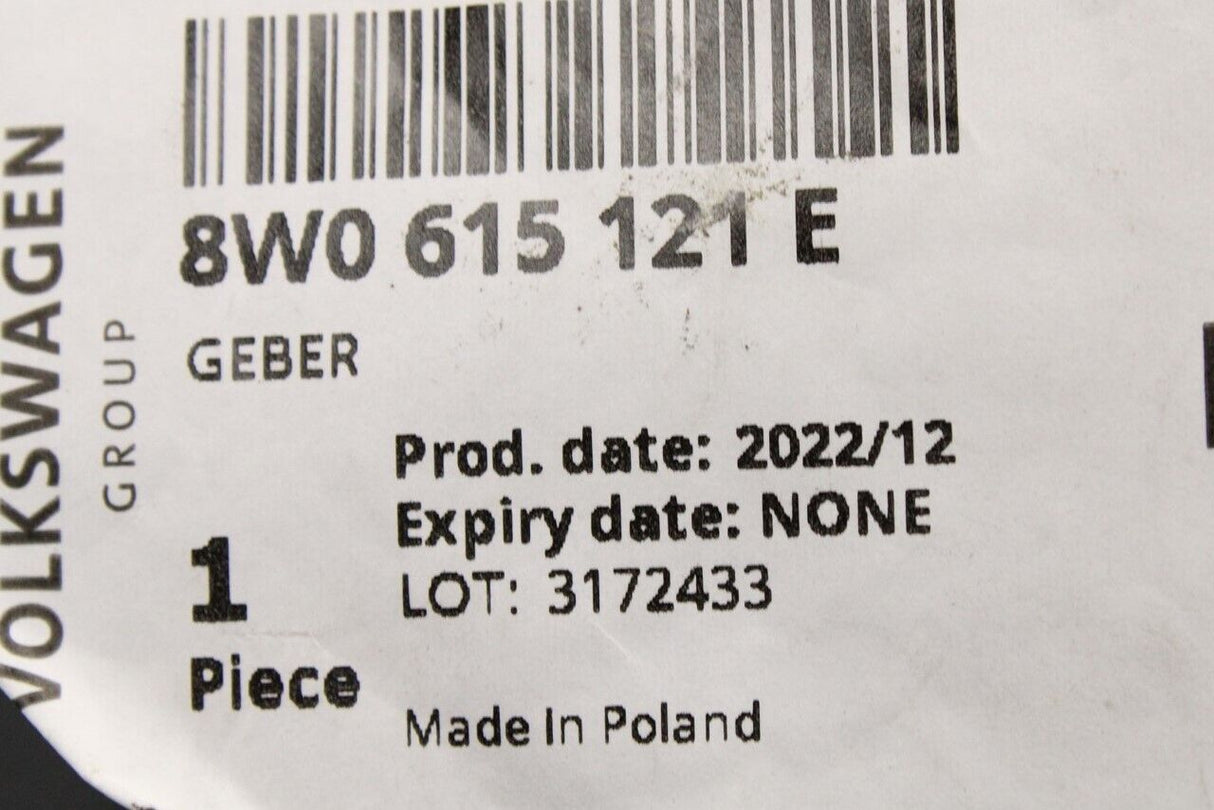 VOLKSWAGEN
GROUP
8W0 615 121 E
GEBER
Prod. date: 2022/12
Expiry date: NONE
LOT: 3172433
1
Piece
Made In Poland